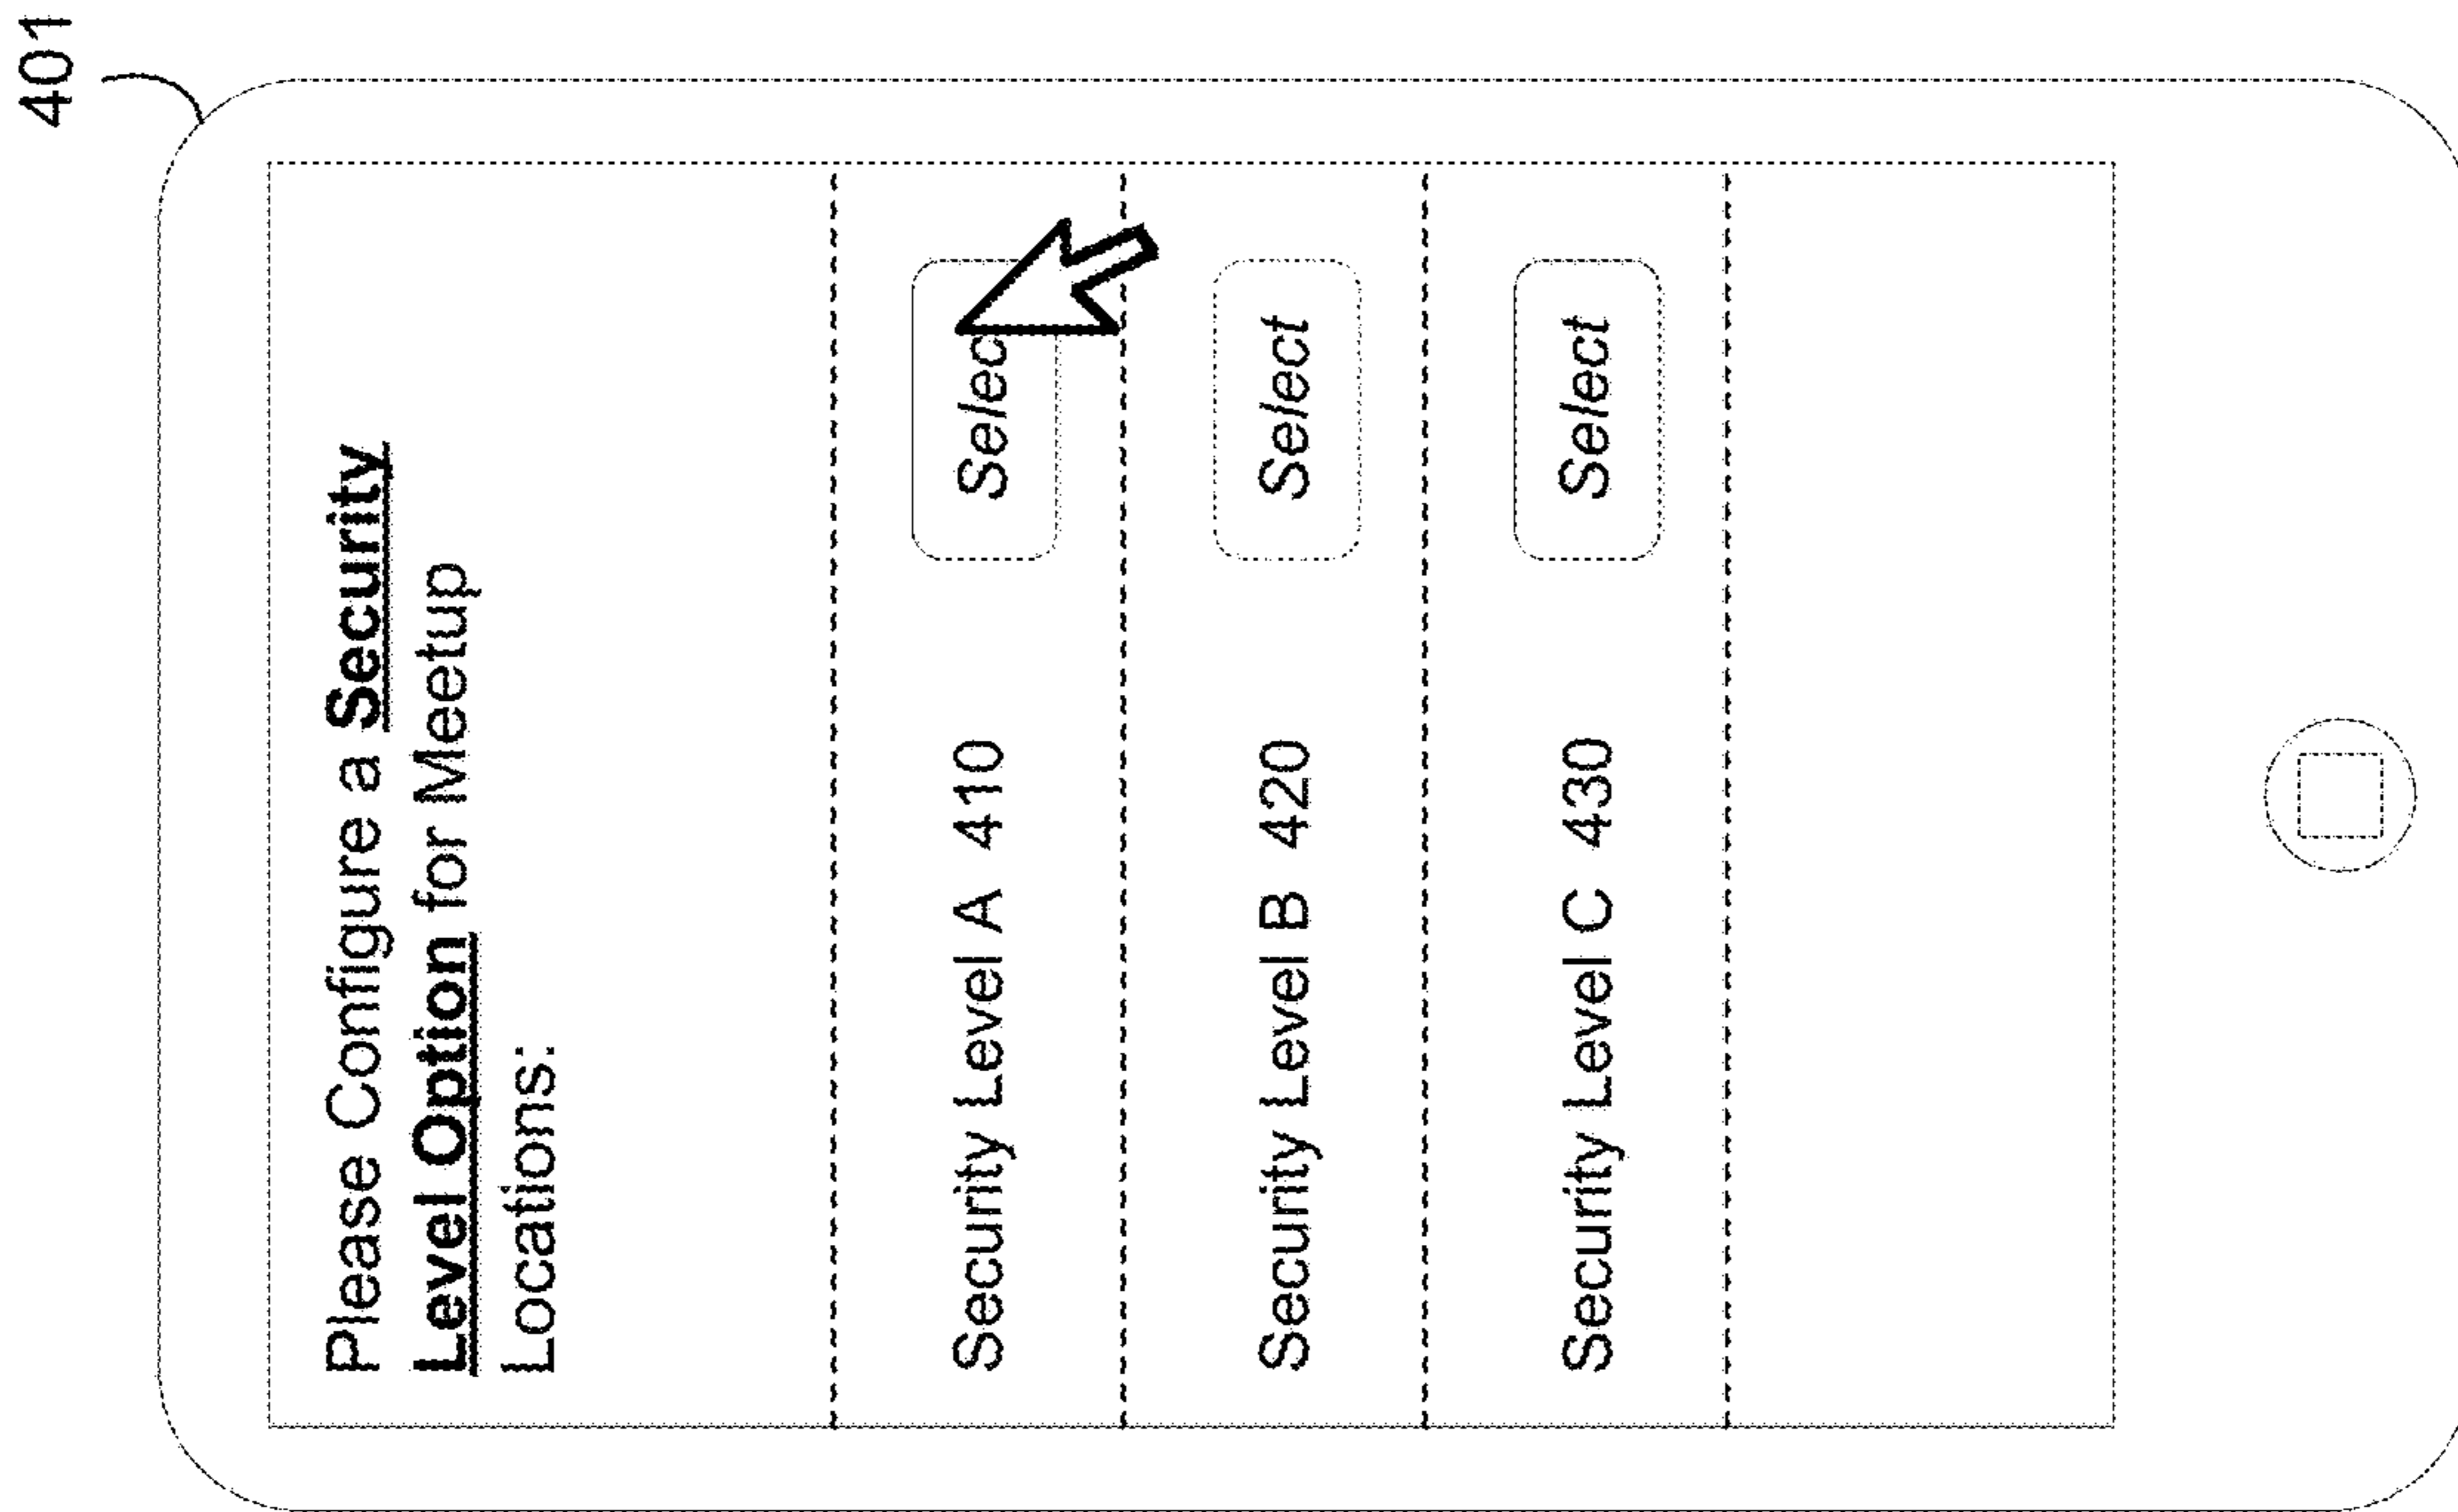 401
Please Configure a Security
Level Option for Meetup
Locations:
Security Level A 410
Select
Security Level B 420
Select
Security Level C 430
Select